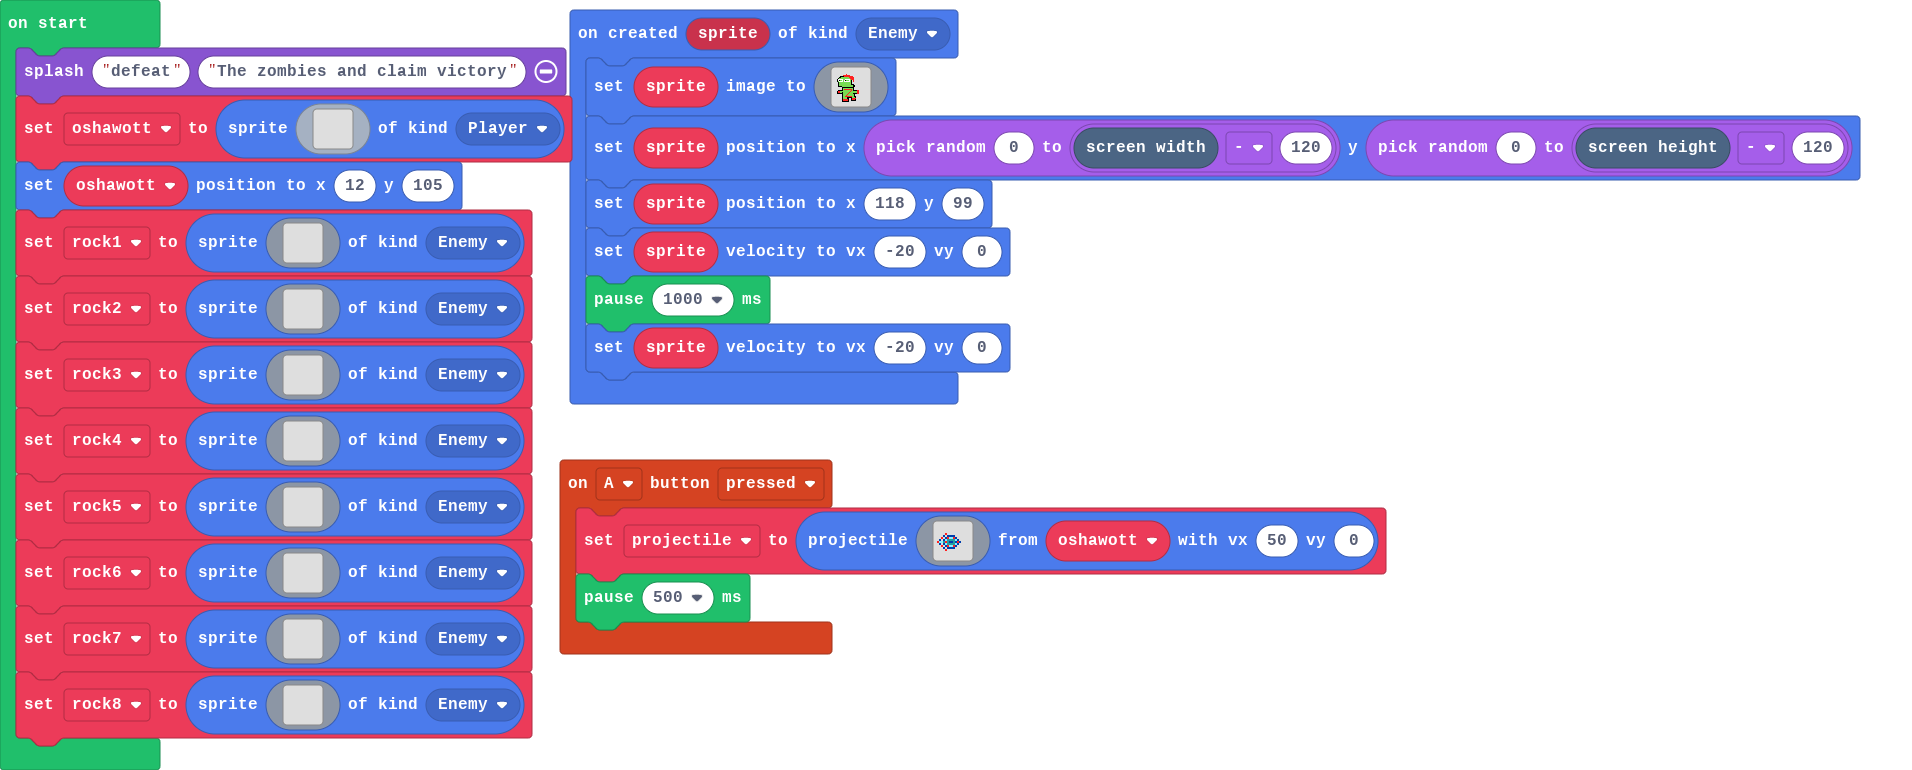 on start
splash "defeat" "The zombies and claim victory"
set oshawott to sprite of kind Player
set oshawott position to x 12 y 105
set rock1 to sprite of kind Enemy
set rock2 to sprite of kind Enemy
set rock3 to sprite of kind Enemy
set rock4 to sprite of kind Enemy
set rock5 to sprite of kind Enemy
set rock6 to sprite of kind Enemy
set rock7 to sprite of kind Enemy
set rock8 to sprite of kind Enemy
on created sprite of kind Enemy
set sprite image to
set sprite position to x pick random 0 to screen width - 120 y pick random 0 to screen height - 120
set sprite position to x 118 y 99
set sprite velocity to vx -20 vy 0
pause 1000 ms
set sprite velocity to vx -20 vy 0
on A button pressed
set projectile to projectile from oshawott with vx 50 vy 0
pause 500 ms